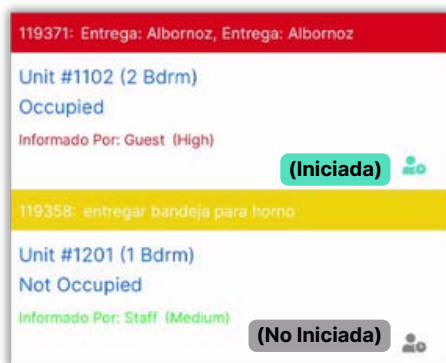 119371: Entrega: Albornoz, Entrega: Albornoz
Unit #1102 (2 Bdrm)
Occupied
Informado Por: Guest (High)
(Iniciada)
119358: entregar bandeja para horno
Unit #1201 (1 Bdrm)
Not Occupied
Informado Por: Staff (Medium)
(No Iniciada)